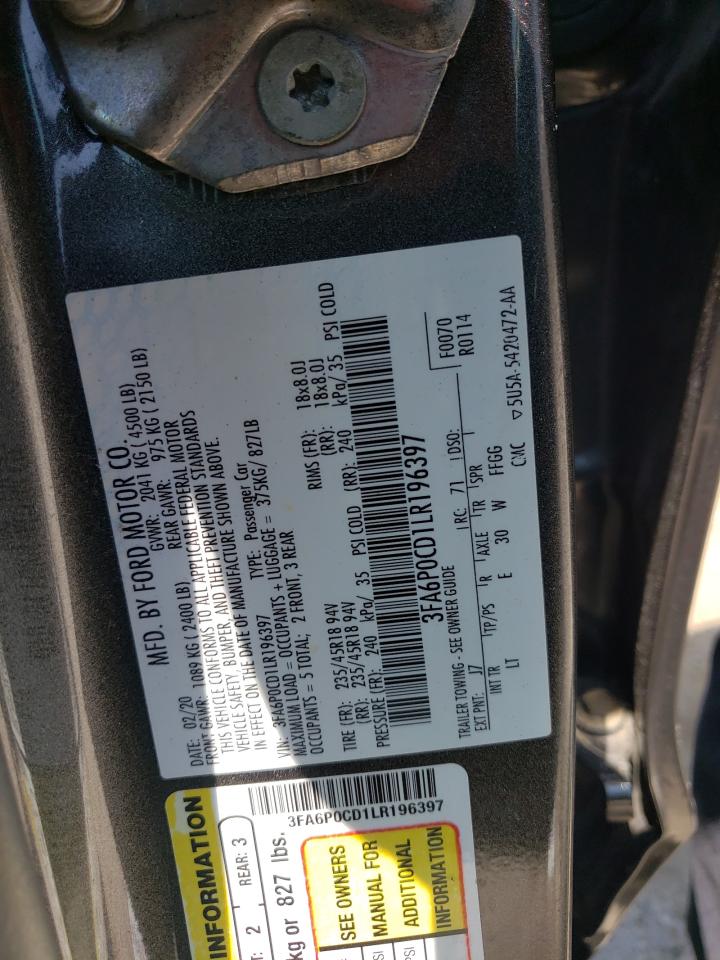 MFD. BY FORD MOTOR CO.
DATE: 02/20 GVWR: 2041 KG ( 4500 LB)
FRONT GAWR: 1089 KG ( 2400 LB) REAR GAWR: 975 KG ( 2150 LB)
THIS VEHICLE CONFORMS TO ALL APPLICABLE FEDERAL MOTOR
VEHICLE SAFETY, BUMPER, AND THEFT PREVENTION STANDARDS
IN EFFECT ON THE DATE OF MANUFACTURE SHOWN ABOVE.
VIN: 3FA6P0CD1LR196397 TYPE: Passenger Car
MAXIMUM LOAD = OCCUPANTS + LUGGAGE = 375KG/ 827LB
OCCUPANTS = 5 TOTAL; 2 FRONT, 3 REAR
TIRE (FR): 235/45R18 94V RIMS (FR): 18x8.0J
(RR): 235/45R18 94V (RR): 18x8.0J
PRESSURE (FR): 240 kPa/ 35 PSI COLD (RR): 240 kPa/ 35 PSI COLD
3FA6P0CD1LR196397
TRAILER TOWING - SEE OWNER GUIDE
F0070
R0114
EXT PNT: J7 RC: 71 DSO:
INT TR TP/PS R AXLE TR SPR
LT E 30 W FFGG
CMC ▽5U5A-5420472-AA
INFORMATION
2 REAR: 3
kg or 827 lbs.
3FA6P0CD1LR196397
SEE OWNERS
MANUAL FOR
ADDITIONAL
INFORMATION